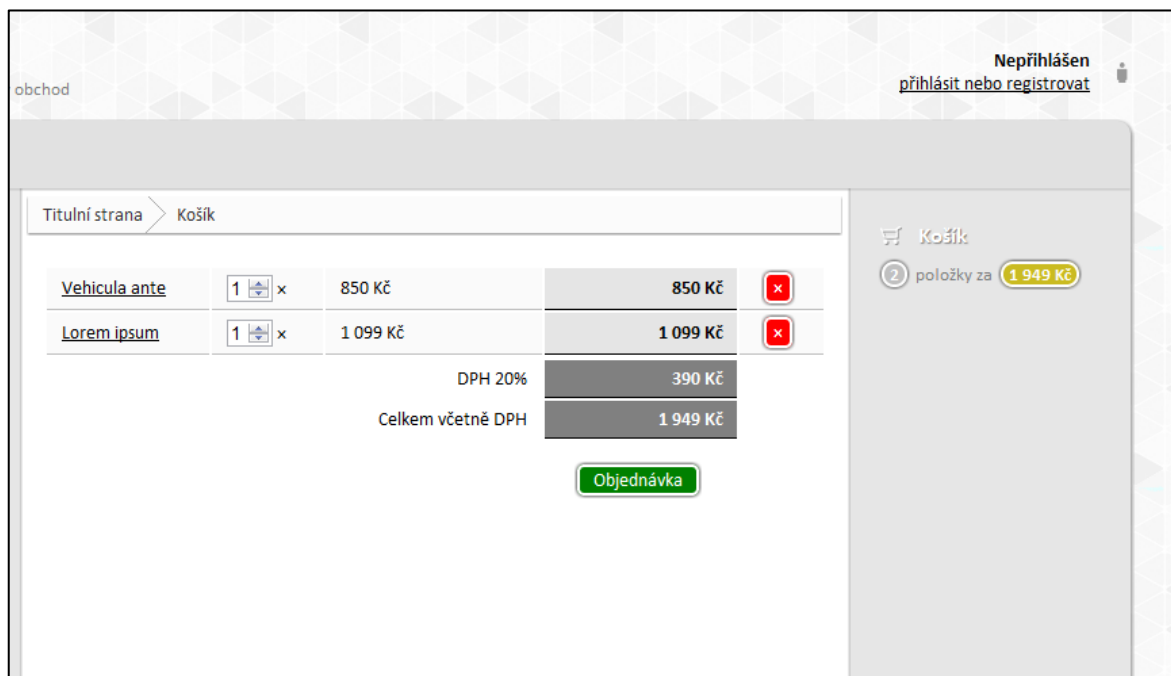 Nepřihlášen
obchod
přihlásit nebo registrovat
Titulní strana Košík
Košík
2 položky za 1 949 Kč
Vehicula ante 1 × 850 Kč 850 Kč ×
Lorem ipsum 1 × 1 099 Kč 1 099 Kč ×
DPH 20% 390 Kč
Celkem včetně DPH 1 949 Kč
Objednávka